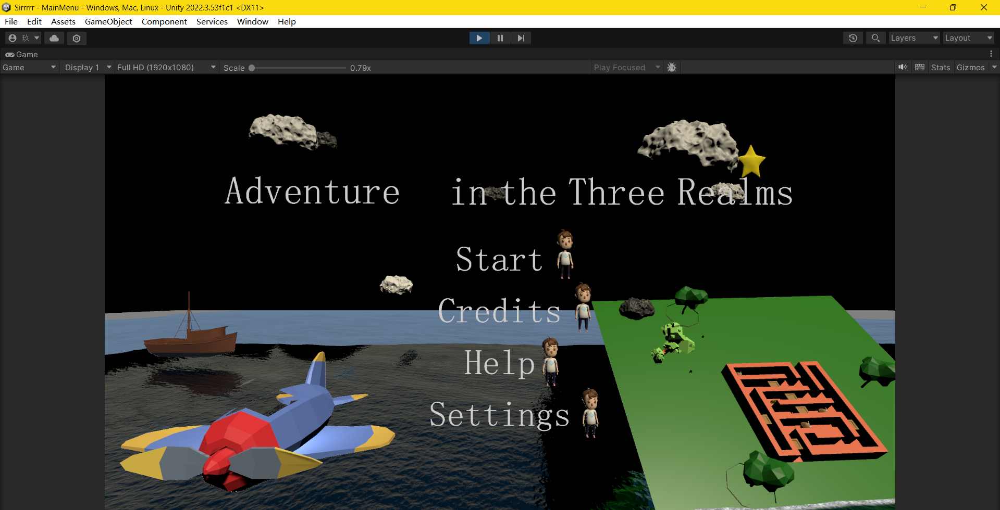 Sirrrrr - MainMenu - Windows, Mac, Linux - Unity 2022.3.53f1c1 <DX11>
File Edit Assets GameObject Component Services Window Help
玖 Layers Layout
Game
Game Display 1 Full HD (1920x1080) Scale 0.79x Play Focused Stats Gizmos
Adventure in the Three Realms
Start
Credits
Help
Settings